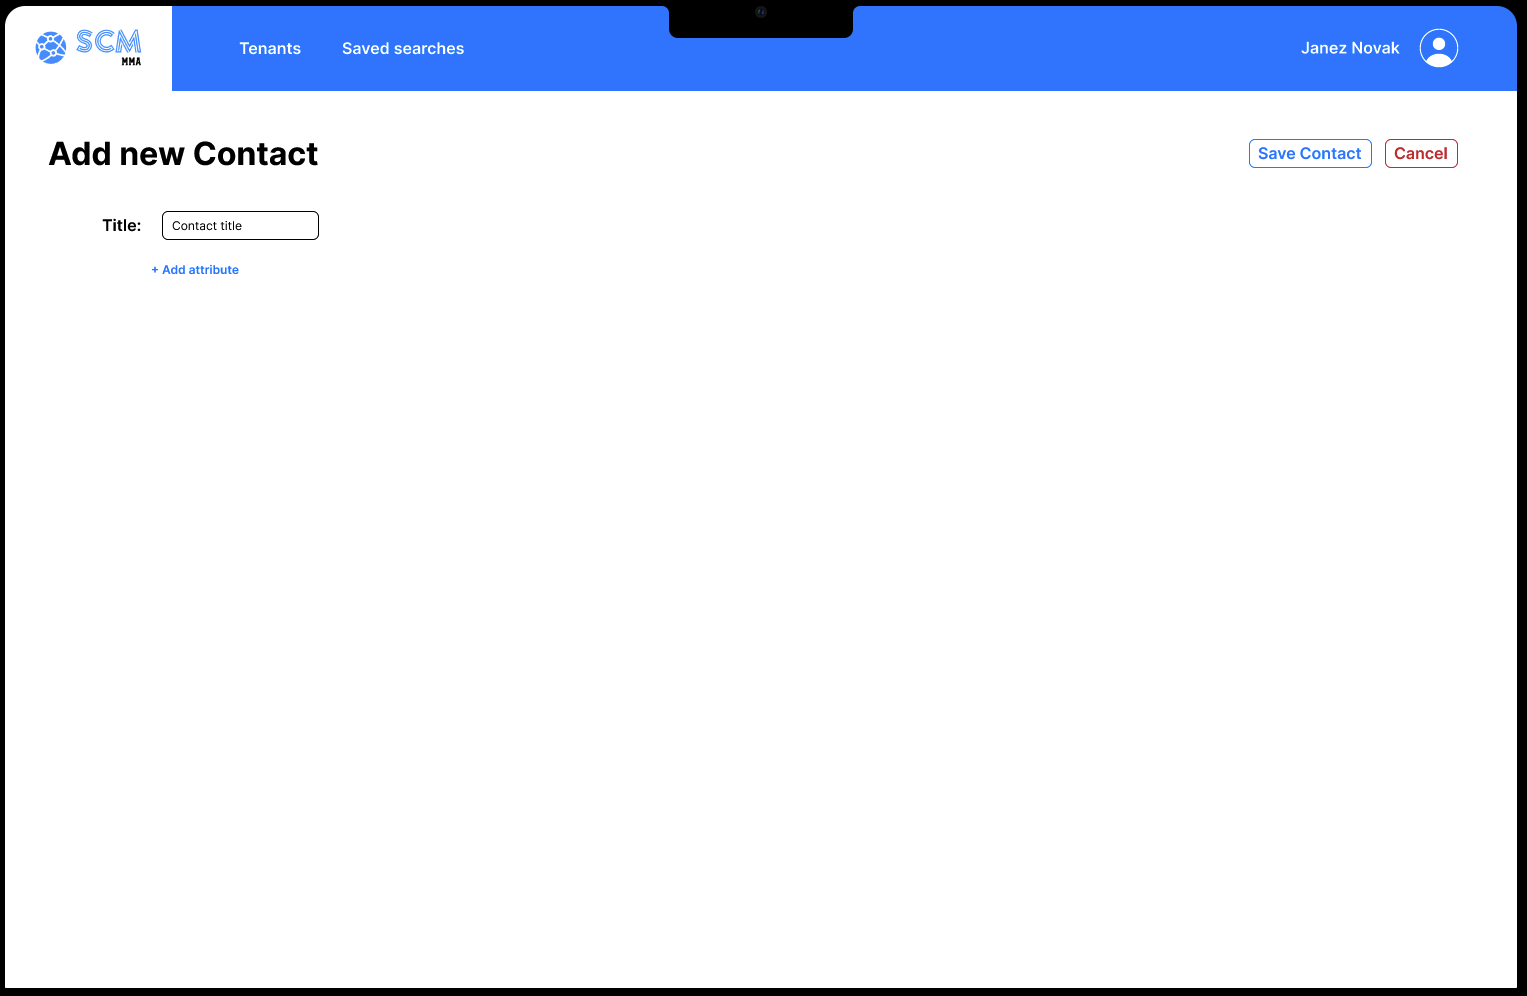 SCM
MMA
Tenants
Saved searches
Janez Novak
Add new Contact
Save Contact
Cancel
Title:
Contact title
+ Add attribute